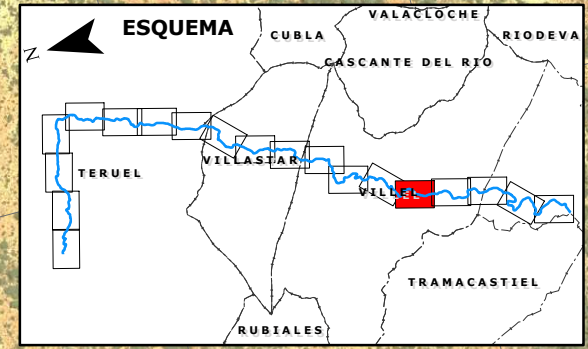 ESQUEMA
N
VALACLOCHE
CUBLA
RIODEVA
CASCANTE DEL RIO
VILLASTAR
TERUEL
VILLEL
TRAMACASTIEL
RUBIALES